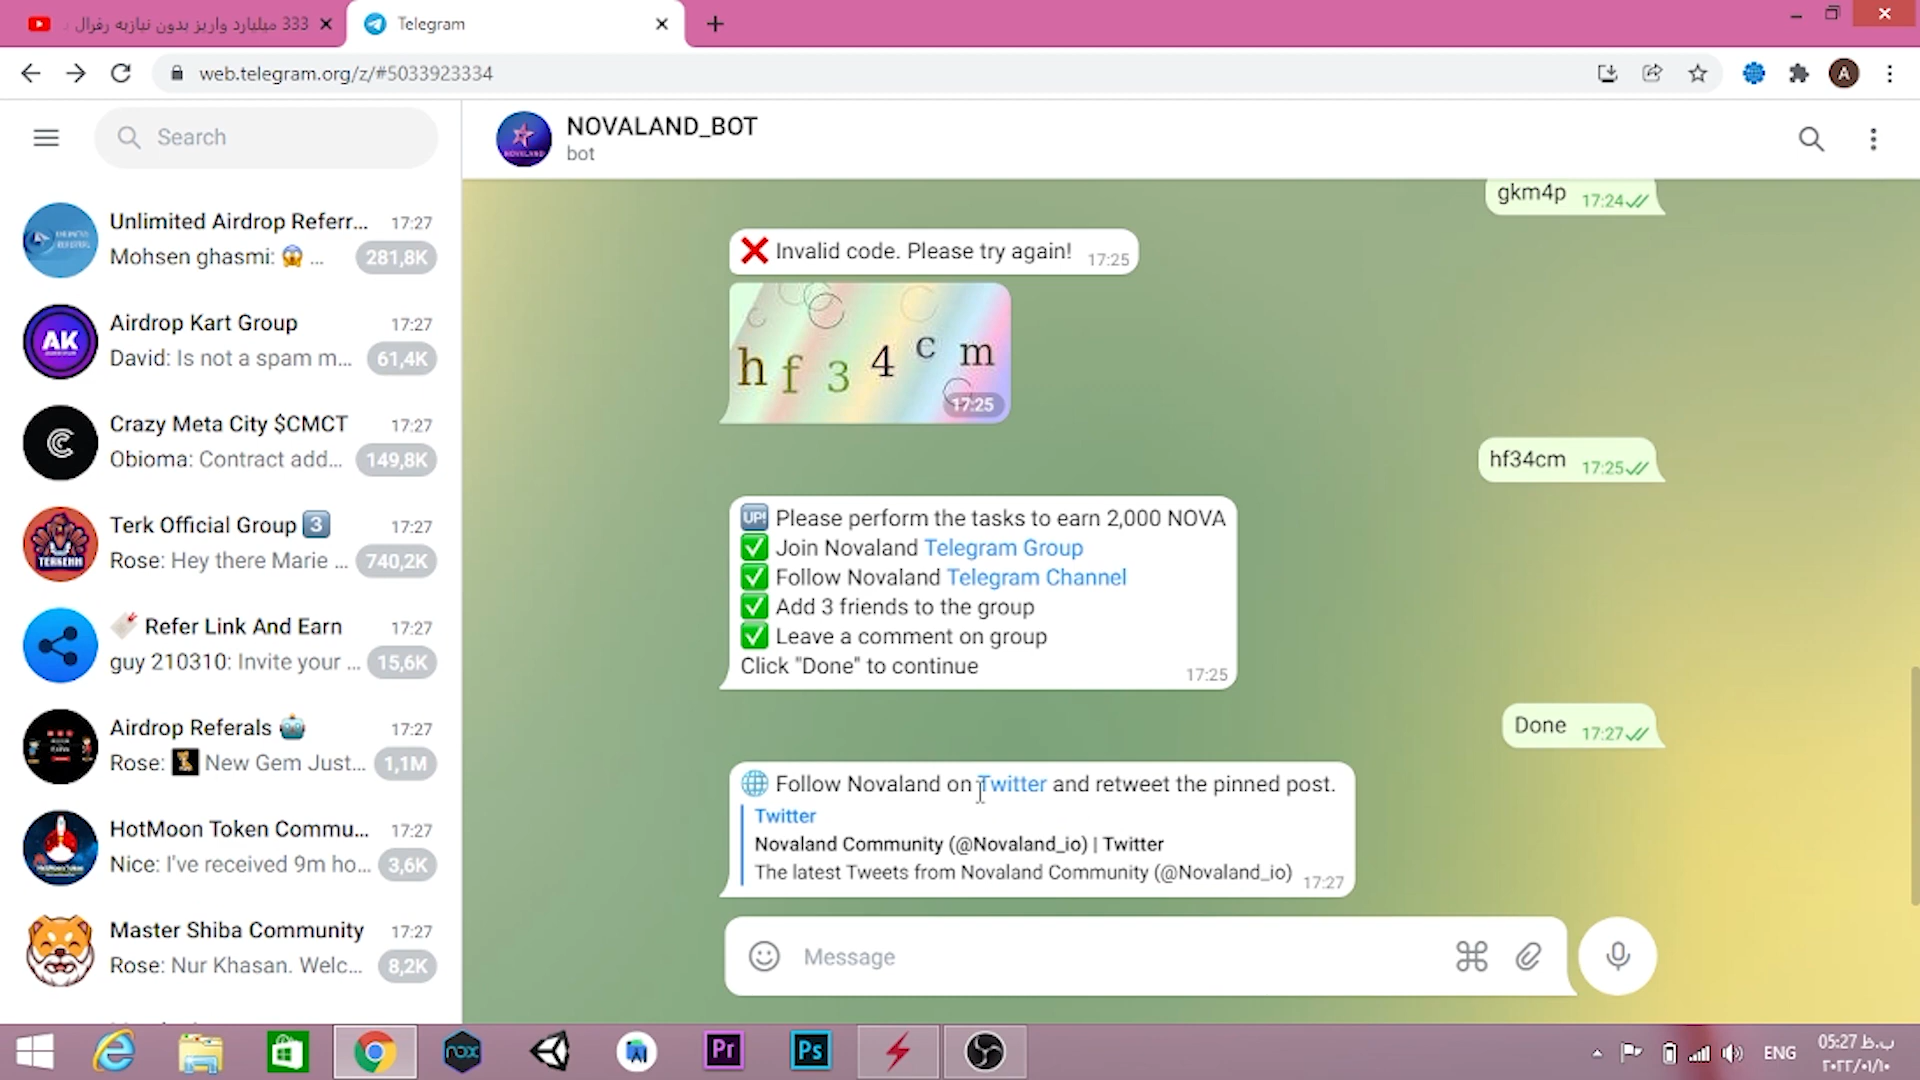 333 میلیارد واریز بدون نیازبه رفرال
Telegram
web.telegram.org/z/#5033923334
A
Search
Unlimited Airdrop Referr... 17:27
Mohsen ghasmi: 😱 ... 281,8K
AK
Airdrop Kart Group 17:27
David: Is not a spam m... 61,4K
Crazy Meta City $CMCT 17:27
Obioma: Contract add... 149,8K
Terk Official Group 3 17:27
Rose: Hey there Marie ... 740,2K
Refer Link And Earn 17:27
guy 210310: Invite your ... 15,6K
Airdrop Referals 🤖 17:27
Rose: New Gem Just... 1,1M
HotMoon Token Commu... 17:27
Nice: I've received 9m ho... 3,6K
Master Shiba Community 17:27
Rose: Nur Khasan. Welc... 8,2K
NOVALAND
NOVALAND_BOT
bot
gkm4p 17:24
❌ Invalid code. Please try again! 17:25
h f 3 4 c m
17:25
hf34cm 17:25
UP! Please perform the tasks to earn 2,000 NOVA
✅ Join Novaland Telegram Group
✅ Follow Novaland Telegram Channel
✅ Add 3 friends to the group
✅ Leave a comment on group
Click "Done" to continue 17:25
Done 17:27
🌐 Follow Novaland on Twitter and retweet the pinned post.
Twitter
Novaland Community (@Novaland_io) | Twitter
The latest Tweets from Novaland Community (@Novaland_io) 17:27
Message
nox
Pr
Ps
ENG
05:27 ب.ظ
۲۰۲۲/۰۱/۱۰